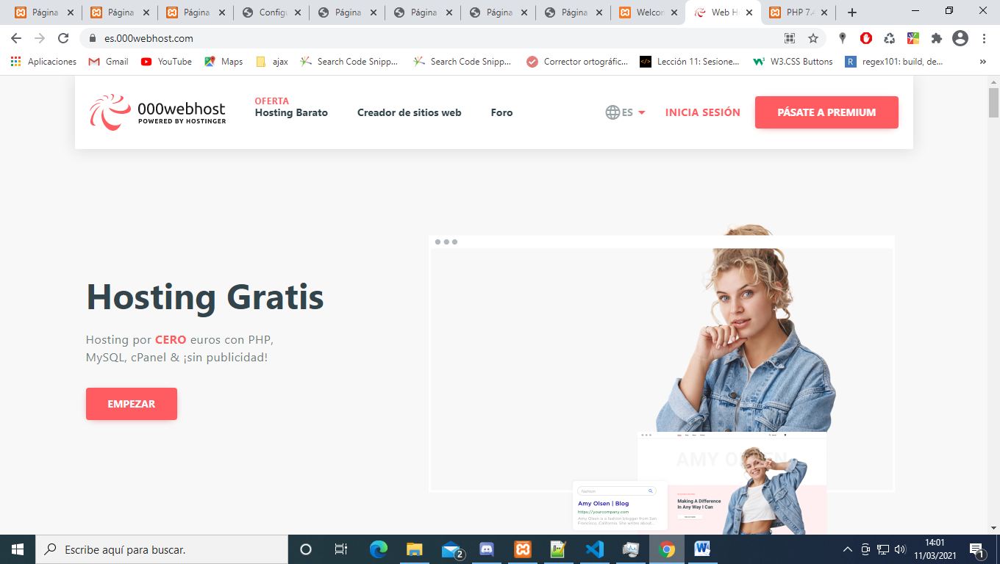 Página
Página
Página
Configu
Página
Página
Página
Página
Welcon
Web H
PHP 7.4
es.000webhost.com
Aplicaciones
Gmail
YouTube
Maps
ajax
Search Code Snipp...
Search Code Snipp...
Corrector ortográfic...
Lección 11: Sesione...
W3.CSS Buttons
regex101: build, de...
»
000webhost
POWERED BY HOSTINGER
OFERTA
Hosting Barato
Creador de sitios web
Foro
ES
INICIA SESIÓN
PÁSATE A PREMIUM
Hosting Gratis
Hosting por CERO euros con PHP,
MySQL, cPanel & ¡sin publicidad!
EMPEZAR
AMY OLSEN
fashion
Amy Olsen | Blog
https://yourcompany.com
Amy Olsen is a fashion blogger from San
Francisco, California. She writes about...
Making A Difference
In Any Way I Can
Escribe aquí para buscar.
2
14:01
11/03/2021
1